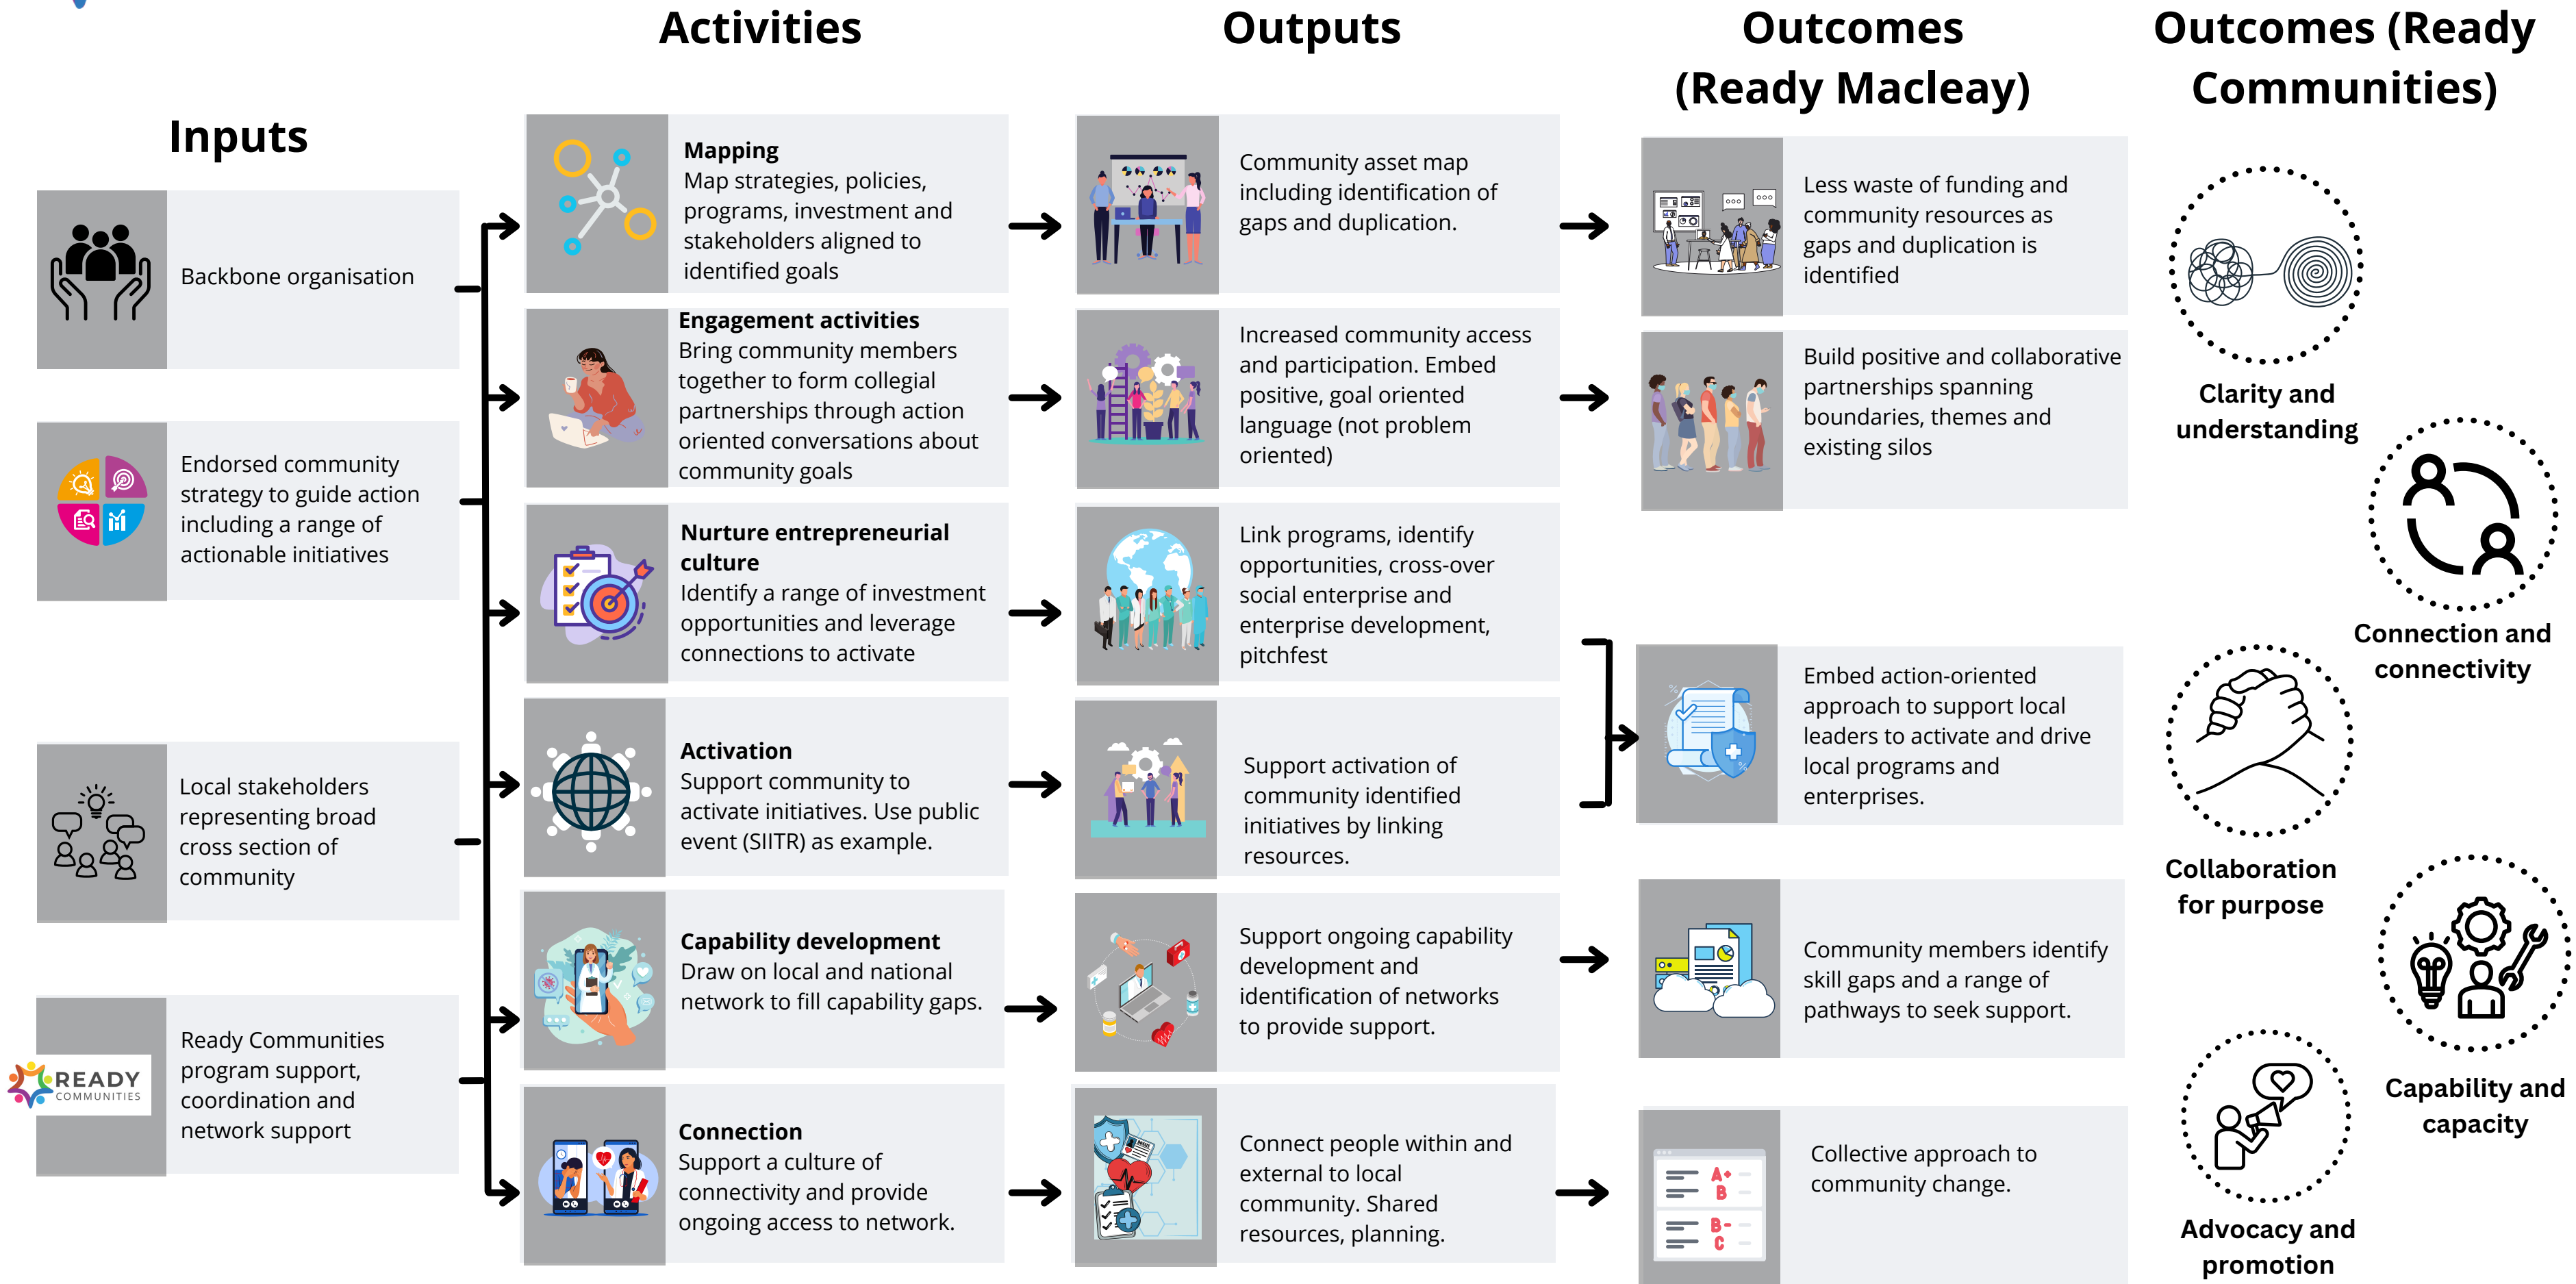 Activities
Outputs
Outcomes
(Ready Macleay)
Outcomes (Ready
Communities)
Inputs
Backbone organisation
Endorsed community
strategy to guide action
including a range of
actionable initiatives
Local stakeholders
representing broad
cross section of
community
READY
COMMUNITIES
Ready Communities
program support,
coordination and
network support
Mapping
Map strategies, policies,
programs, investment and
stakeholders aligned to
identified goals
Engagement activities
Bring community members
together to form collegial
partnerships through action
oriented conversations about
community goals
Nurture entrepreneurial
culture
Identify a range of investment
opportunities and leverage
connections to activate
Activation
Support community to
activate initiatives. Use public
event (SIITR) as example.
Capability development
Draw on local and national
network to fill capability gaps.
Connection
Support a culture of
connectivity and provide
ongoing access to network.
Community asset map
including identification of
gaps and duplication.
Increased community access
and participation. Embed
positive, goal oriented
language (not problem
oriented)
Link programs, identify
opportunities, cross-over
social enterprise and
enterprise development,
pitchfest
Support activation of
community identified
initiatives by linking
resources.
Support ongoing capability
development and
identification of networks
to provide support.
Connect people within and
external to local
community. Shared
resources, planning.
Less waste of funding and
community resources as
gaps and duplication is
identified
Build positive and collaborative
partnerships spanning
boundaries, themes and
existing silos
%
%
Embed action-oriented
approach to support local
leaders to activate and drive
local programs and
enterprises.
Community members identify
skill gaps and a range of
pathways to seek support.
A+
B
B-
C
Collective approach to
community change.
Clarity and
understanding
Connection and
connectivity
Collaboration
for purpose
Capability and
capacity
Advocacy and
promotion